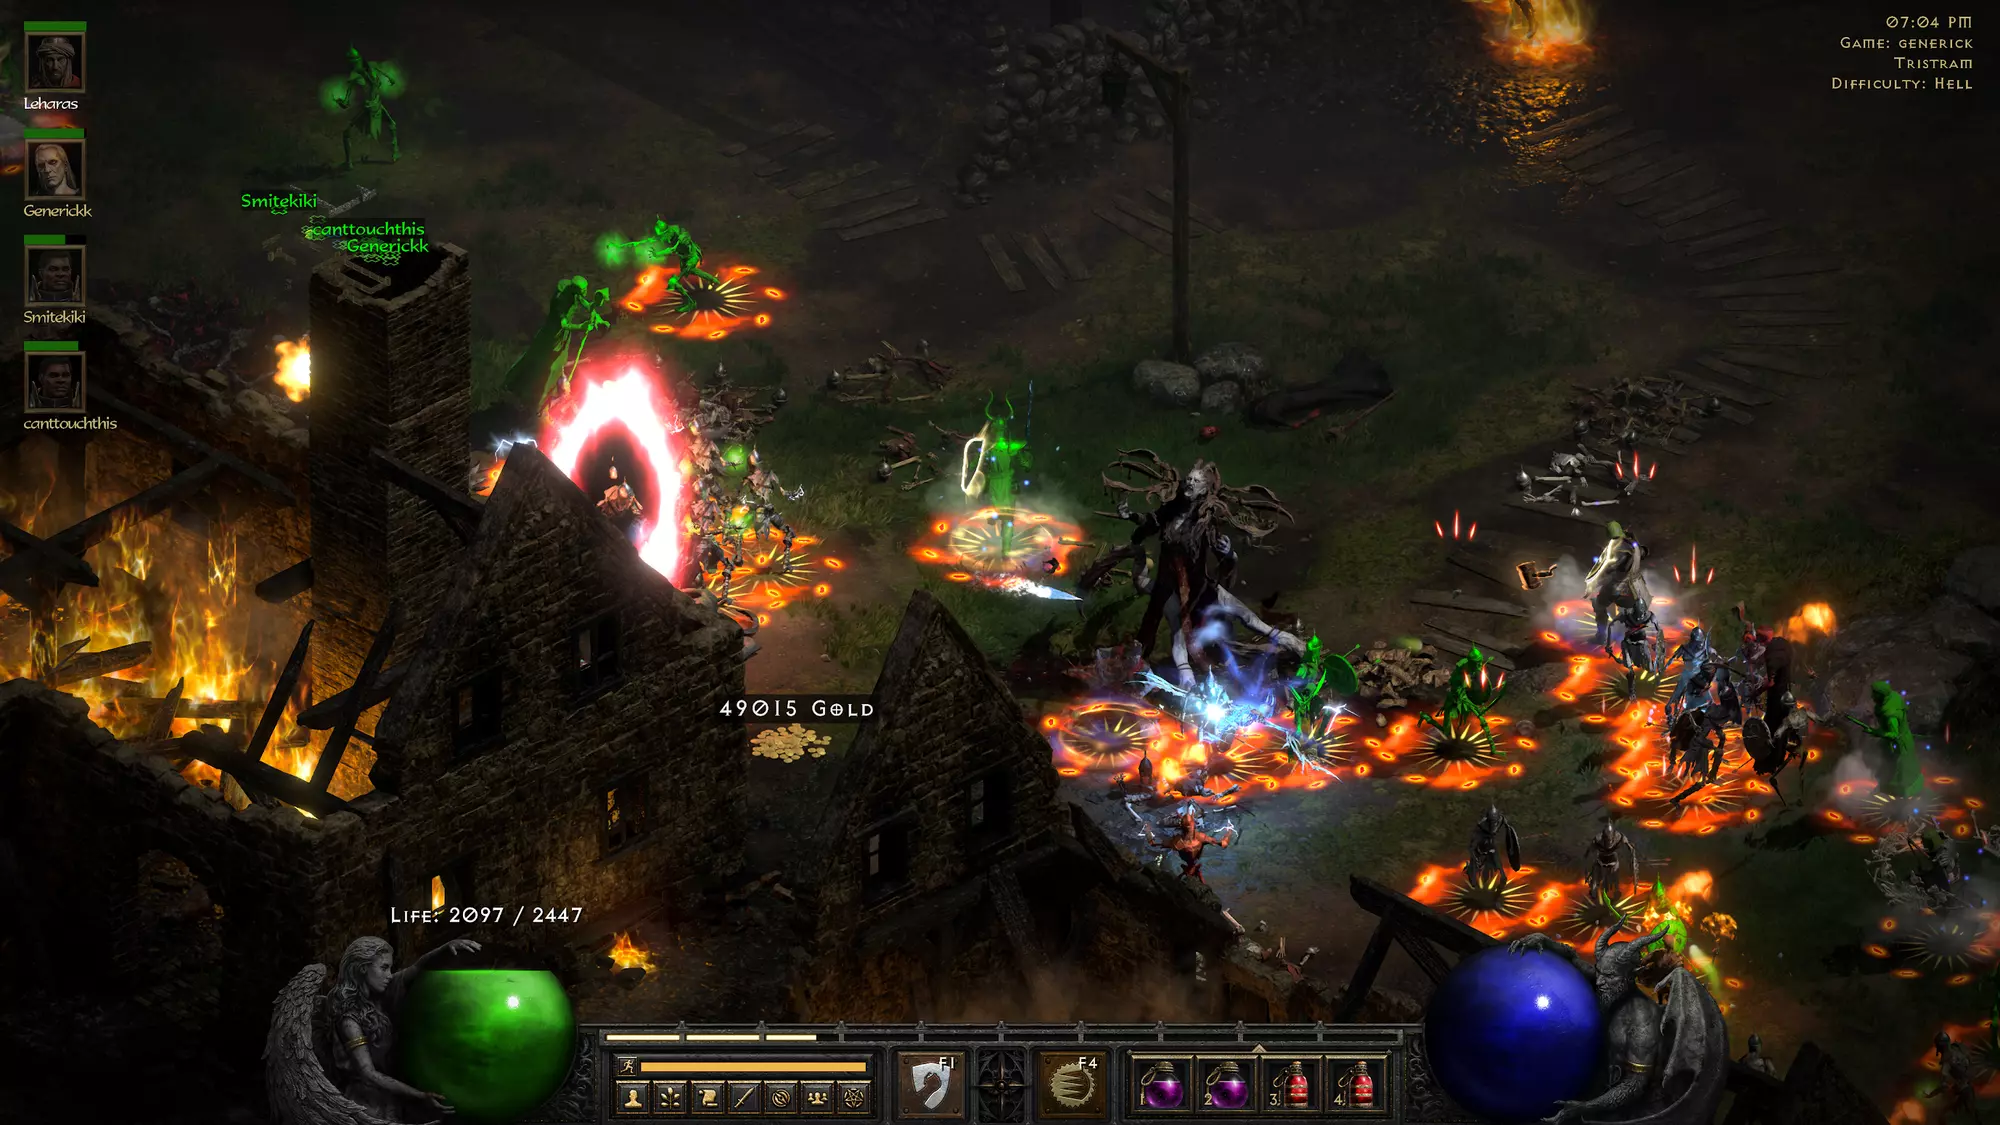 07:04 PM
Game: generick
Tristram
Difficulty: Hell
Leharas
Generickk
Smitekiki
canttouchthis
Smitekiki
canttouchthis
Generickk
49015 Gold
Life: 2097 / 2447
F1
F4
1
2
3
4